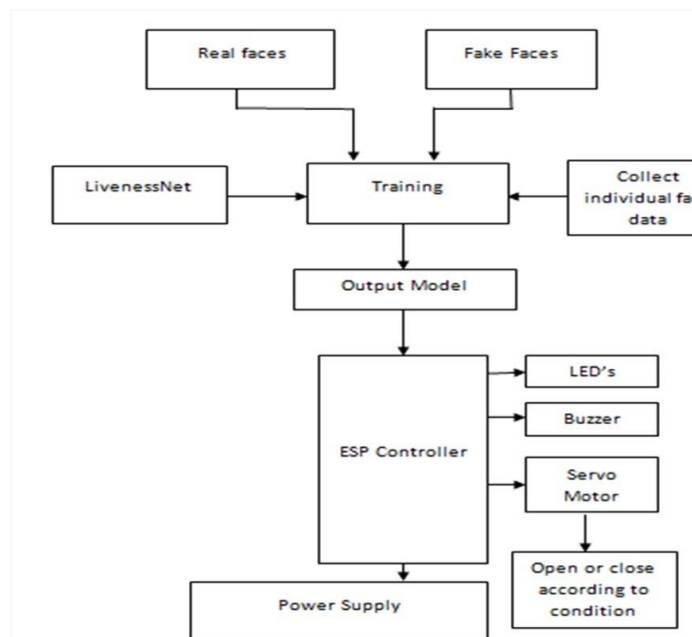 Real faces
Fake Faces
LivenessNet
Training
Collect
individual fa
data
Output Model
ESP Controller
LED's
Buzzer
Servo
Motor
Open or close
according to
condition
Power Supply